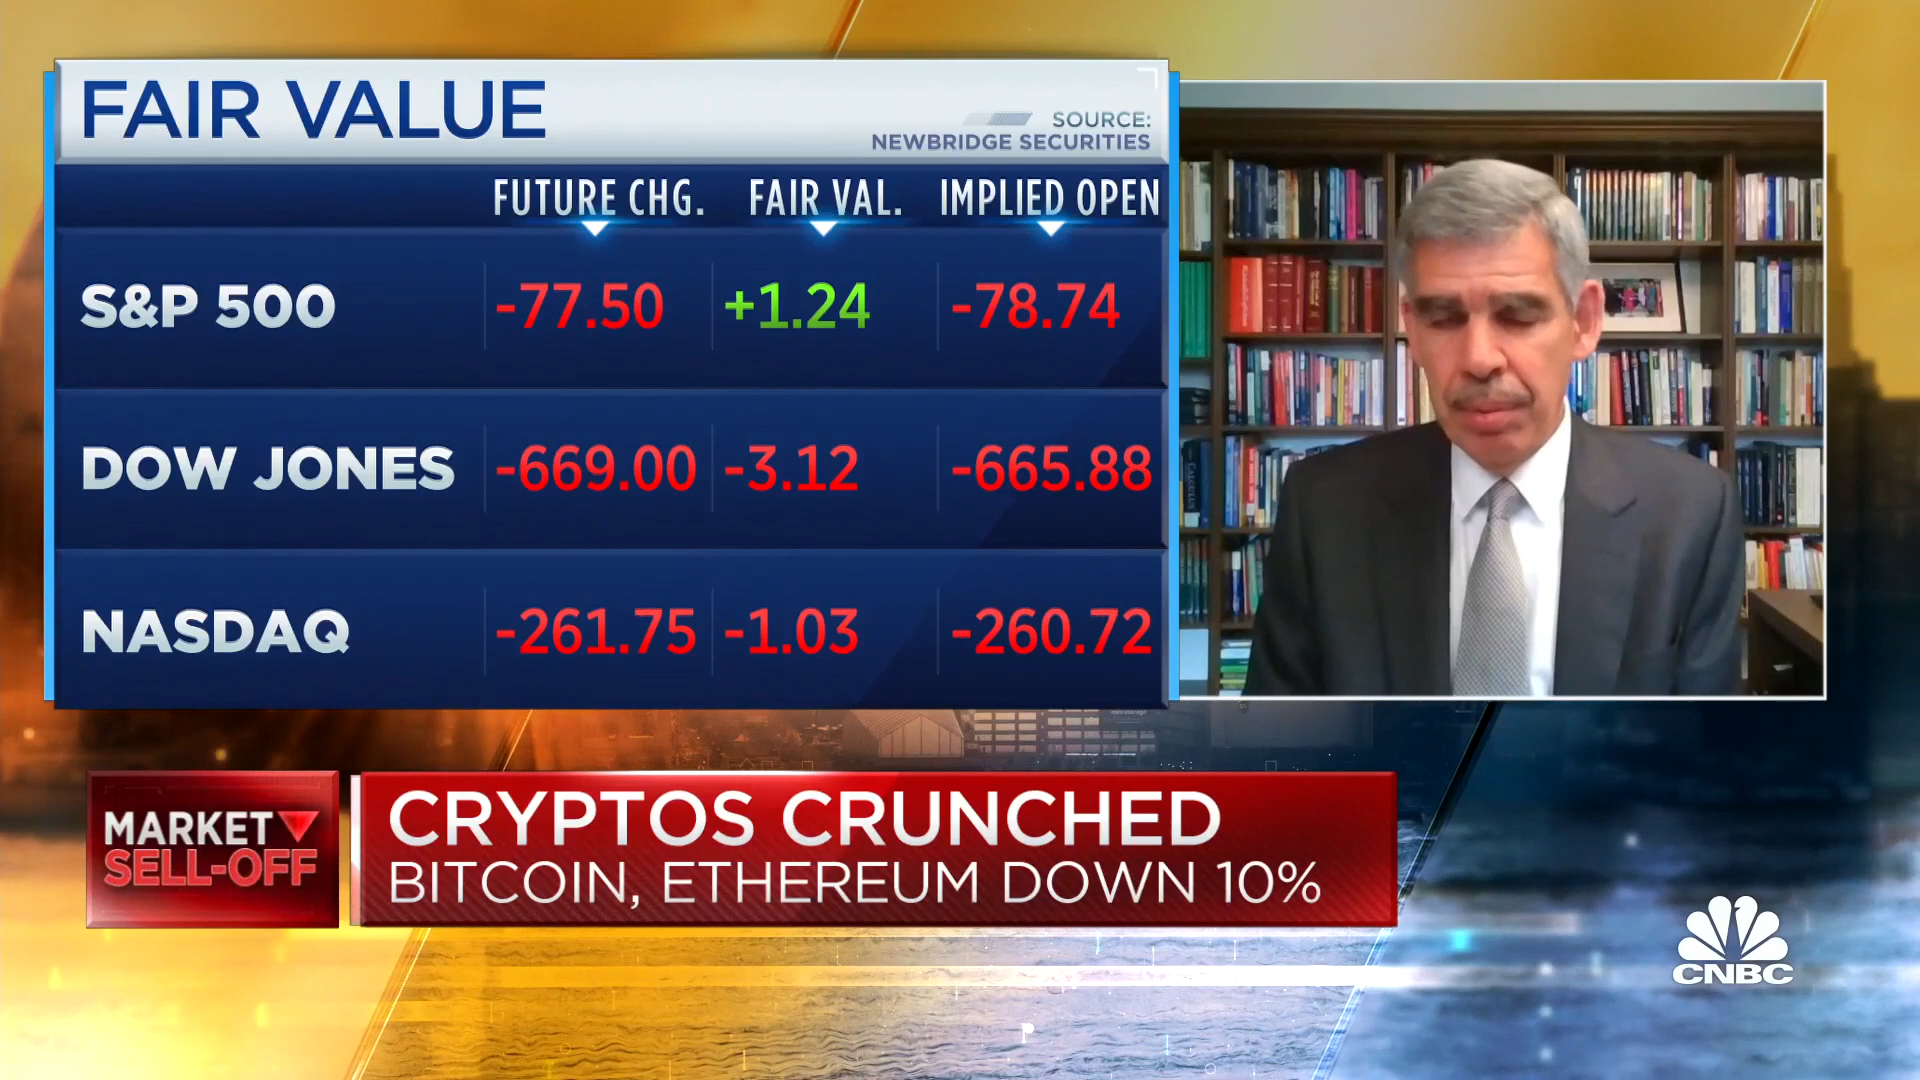 FAIR VALUE
SOURCE:
NEWBRIDGE SECURITIES
FUTURE CHG. FAIR VAL. IMPLIED OPEN
S&P 500 -77.50 +1.24 -78.74
DOW JONES -669.00 -3.12 -665.88
NASDAQ -261.75 -1.03 -260.72
MARKET
SELL-OFF
CRYPTOS CRUNCHED
BITCOIN, ETHEREUM DOWN 10%
CNBC